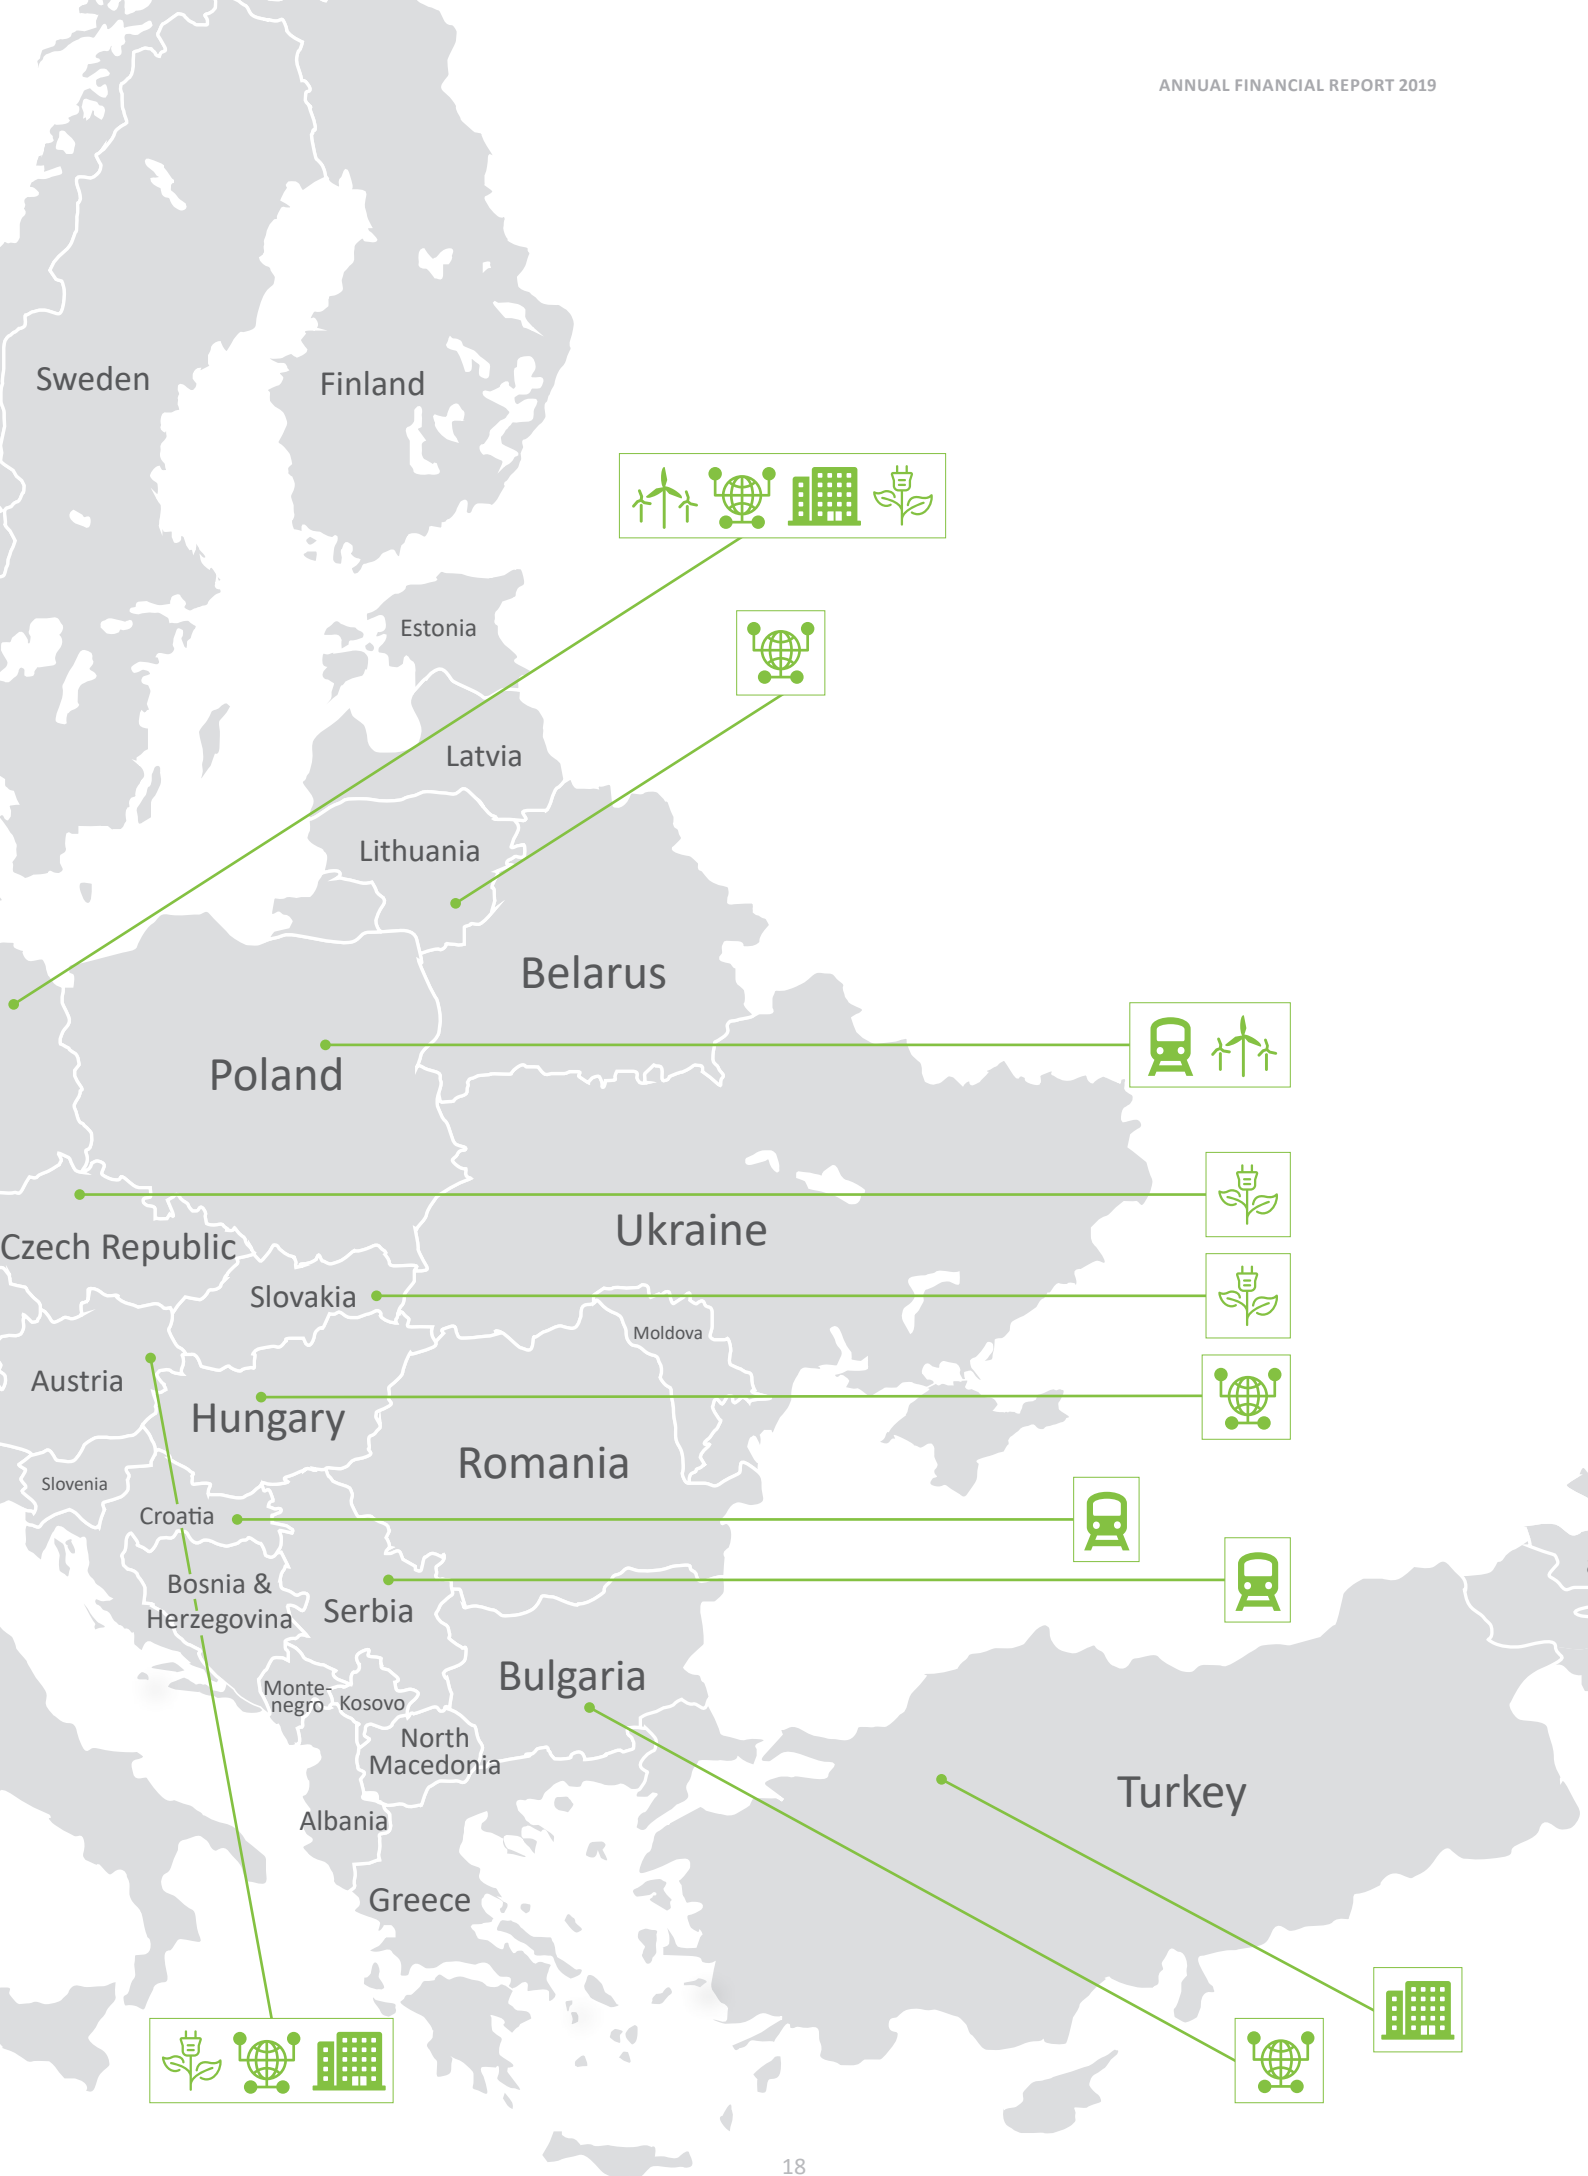 ANNUAL FINANCIAL REPORT 2019
Sweden
Finland
Estonia
Latvia
Lithuania
Belarus
Poland
Ukraine
Czech Republic
Slovakia
Moldova
Austria
Hungary
Romania
Slovenia
Croatia
Bosnia &
Herzegovina
Serbia
Bulgaria
Monte-
negro
Kosovo
North
Macedonia
Turkey
Albania
Greece
18